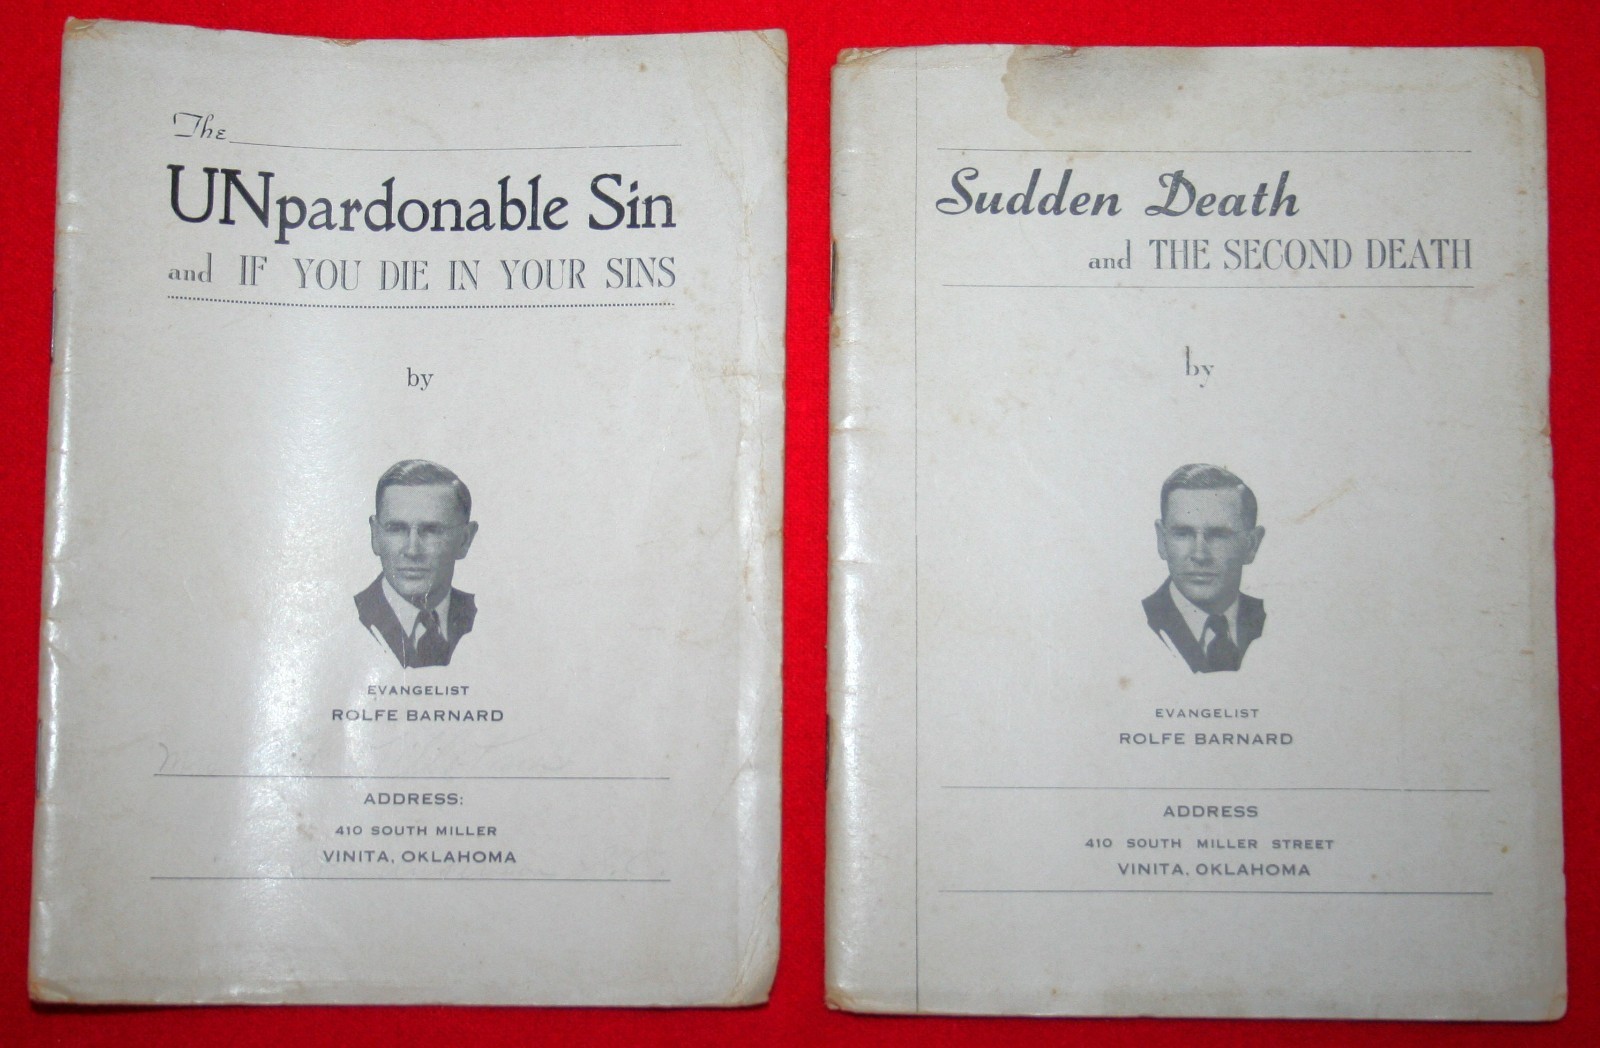 The
UNpardonable Sin
and IF YOU DIE IN YOUR SINS
by
EVANGELIST
ROLFE BARNARD
ADDRESS:
410 SOUTH MILLER
VINITA, OKLAHOMA
Sudden Death
and THE SECOND DEATH
by
EVANGELIST
ROLFE BARNARD
ADDRESS
410 SOUTH MILLER STREET
VINITA, OKLAHOMA